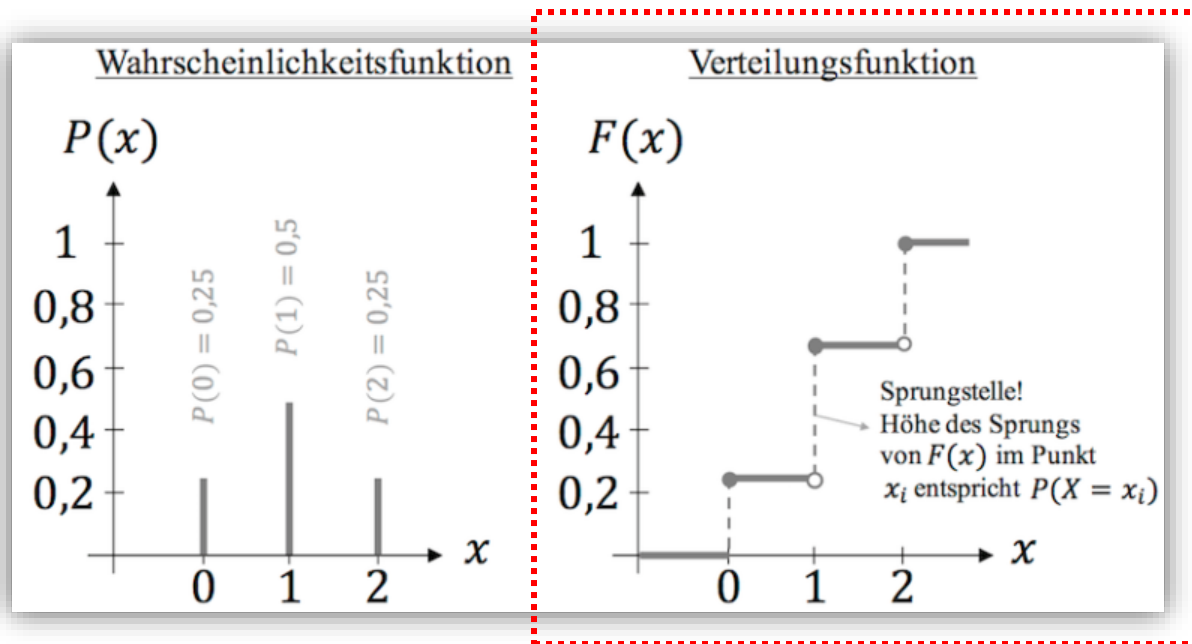 Wahrscheinlichkeitsfunktion
P(x)
1
0,8
0,6
0,4
0,2
P(0) = 0,25
P(1) = 0,5
P(2) = 0,25
0 1 2
x
Verteilungsfunktion
F(x)
1
0,8
0,6
0,4
0,2
Sprungstelle!
Höhe des Sprungs
von F(x) im Punkt
xᵢ entspricht P(X = xᵢ)
0 1 2
x